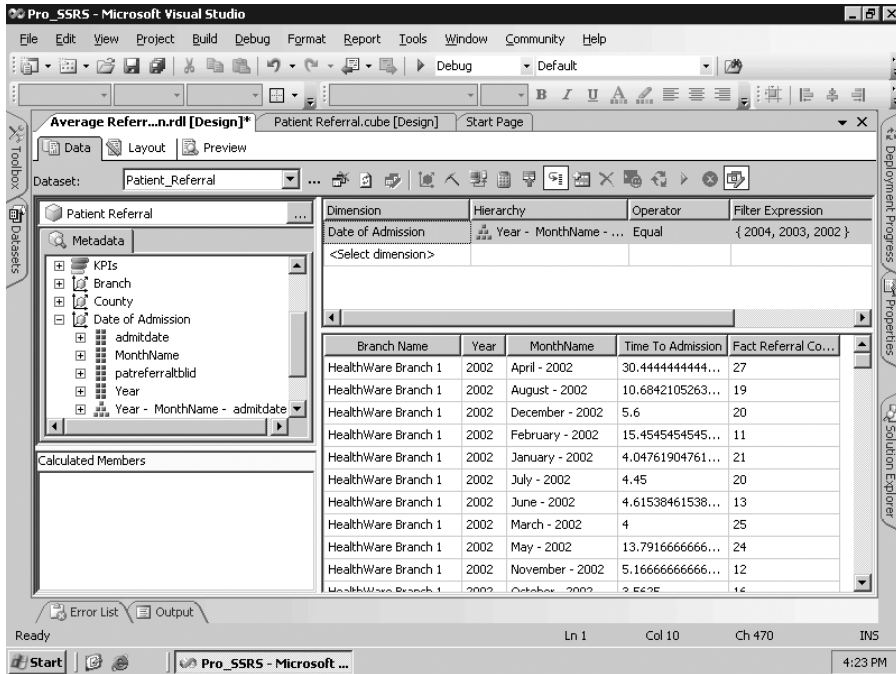 Pro_SSRS - Microsoft Visual Studio
File Edit View Project Build Debug Format Report Tools Window Community Help
Debug Default
B I U A
Average Referr...n.rdl [Design]* Patient Referral.cube [Design] Start Page
Data Layout Preview
Dataset: Patient_Referral ...
Toolbox
Datasets
Patient Referral ...
Metadata
KPIs
Branch
County
Date of Admission
admitdate
MonthName
patreferraltblid
Year
Year - MonthName - admitdate
Calculated Members
Dimension Hierarchy Operator Filter Expression
Date of Admission Year - MonthName - ... Equal { 2004, 2003, 2002 }
<Select dimension>
Branch Name Year MonthName Time To Admission Fact Referral Co...
HealthWare Branch 1 2002 April - 2002 30.4444444444... 27
HealthWare Branch 1 2002 August - 2002 10.6842105263... 19
HealthWare Branch 1 2002 December - 2002 5.6 20
HealthWare Branch 1 2002 February - 2002 15.4545454545... 11
HealthWare Branch 1 2002 January - 2002 4.04761904761... 21
HealthWare Branch 1 2002 July - 2002 4.45 20
HealthWare Branch 1 2002 June - 2002 4.61538461538... 13
HealthWare Branch 1 2002 March - 2002 4 25
HealthWare Branch 1 2002 May - 2002 13.7916666666... 24
HealthWare Branch 1 2002 November - 2002 5.16666666666... 12
HealthWare Branch 1 2002 October - 2002 3.5625 16
Deployment Progress
Properties
Solution Explorer
Error List Output
Ready Ln 1 Col 10 Ch 470 INS
Start Pro_SSRS - Microsoft ... 4:23 PM